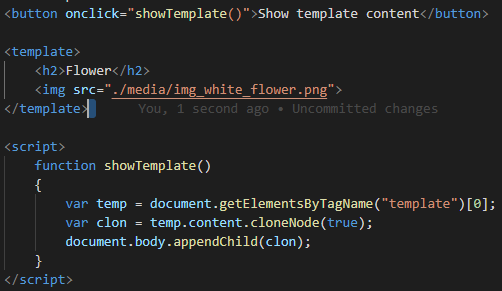 <button onclick="showTemplate()">Show template content</button>
<template>
    <h2>Flower</h2>
    <img src="./media/img_white_flower.png">
</template>     You, 1 second ago • Uncommitted changes
<script>
    function showTemplate()
    {
        var temp = document.getElementsByTagName("template")[0];
        var clon = temp.content.cloneNode(true);
        document.body.appendChild(clon);
    }
</script>